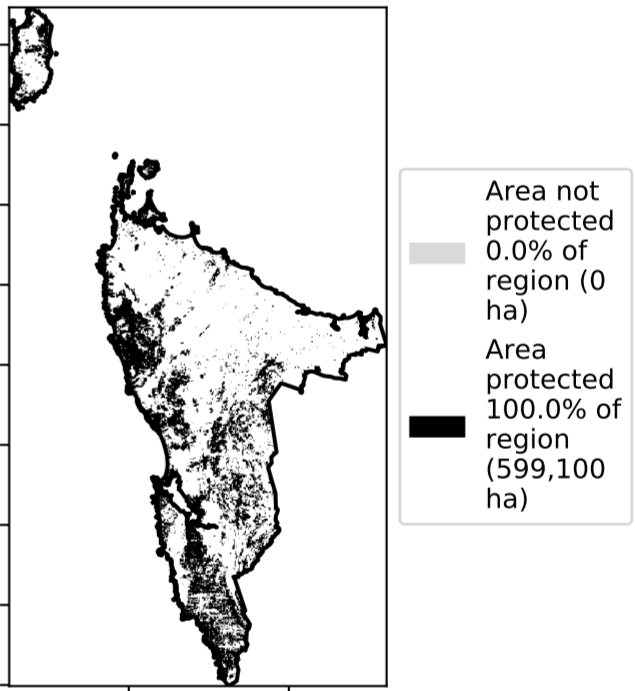 Area not
protected
0.0% of
region (0
ha)
Area
protected
100.0% of
region
(599,100
ha)